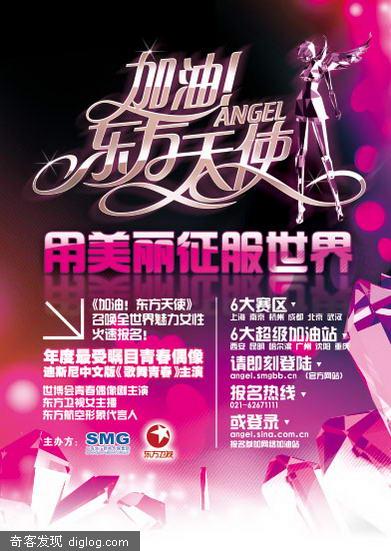 加油!
ANGEL
东方天使
用美丽征服世界
《加油!东方天使》
召唤全世界魅力女性
火速报名!
年度最受瞩目青春偶像
迪斯尼中文版《歌舞青春》主演
世博会青春偶像剧主演
东方卫视女主播
东方航空形象代言人
主办方:
SMG
东方卫视
6大赛区
上海 南京 杭州 成都 北京 武汉
6大超级加油站
西安 昆明 哈尔滨 广州 沈阳 重庆
请即刻登陆
angel.smgbb.cn (官方网站)
报名热线
021-62671111
或登录
angel.sina.com.cn
报名参加网络加油站
奇客发现 diglog.com